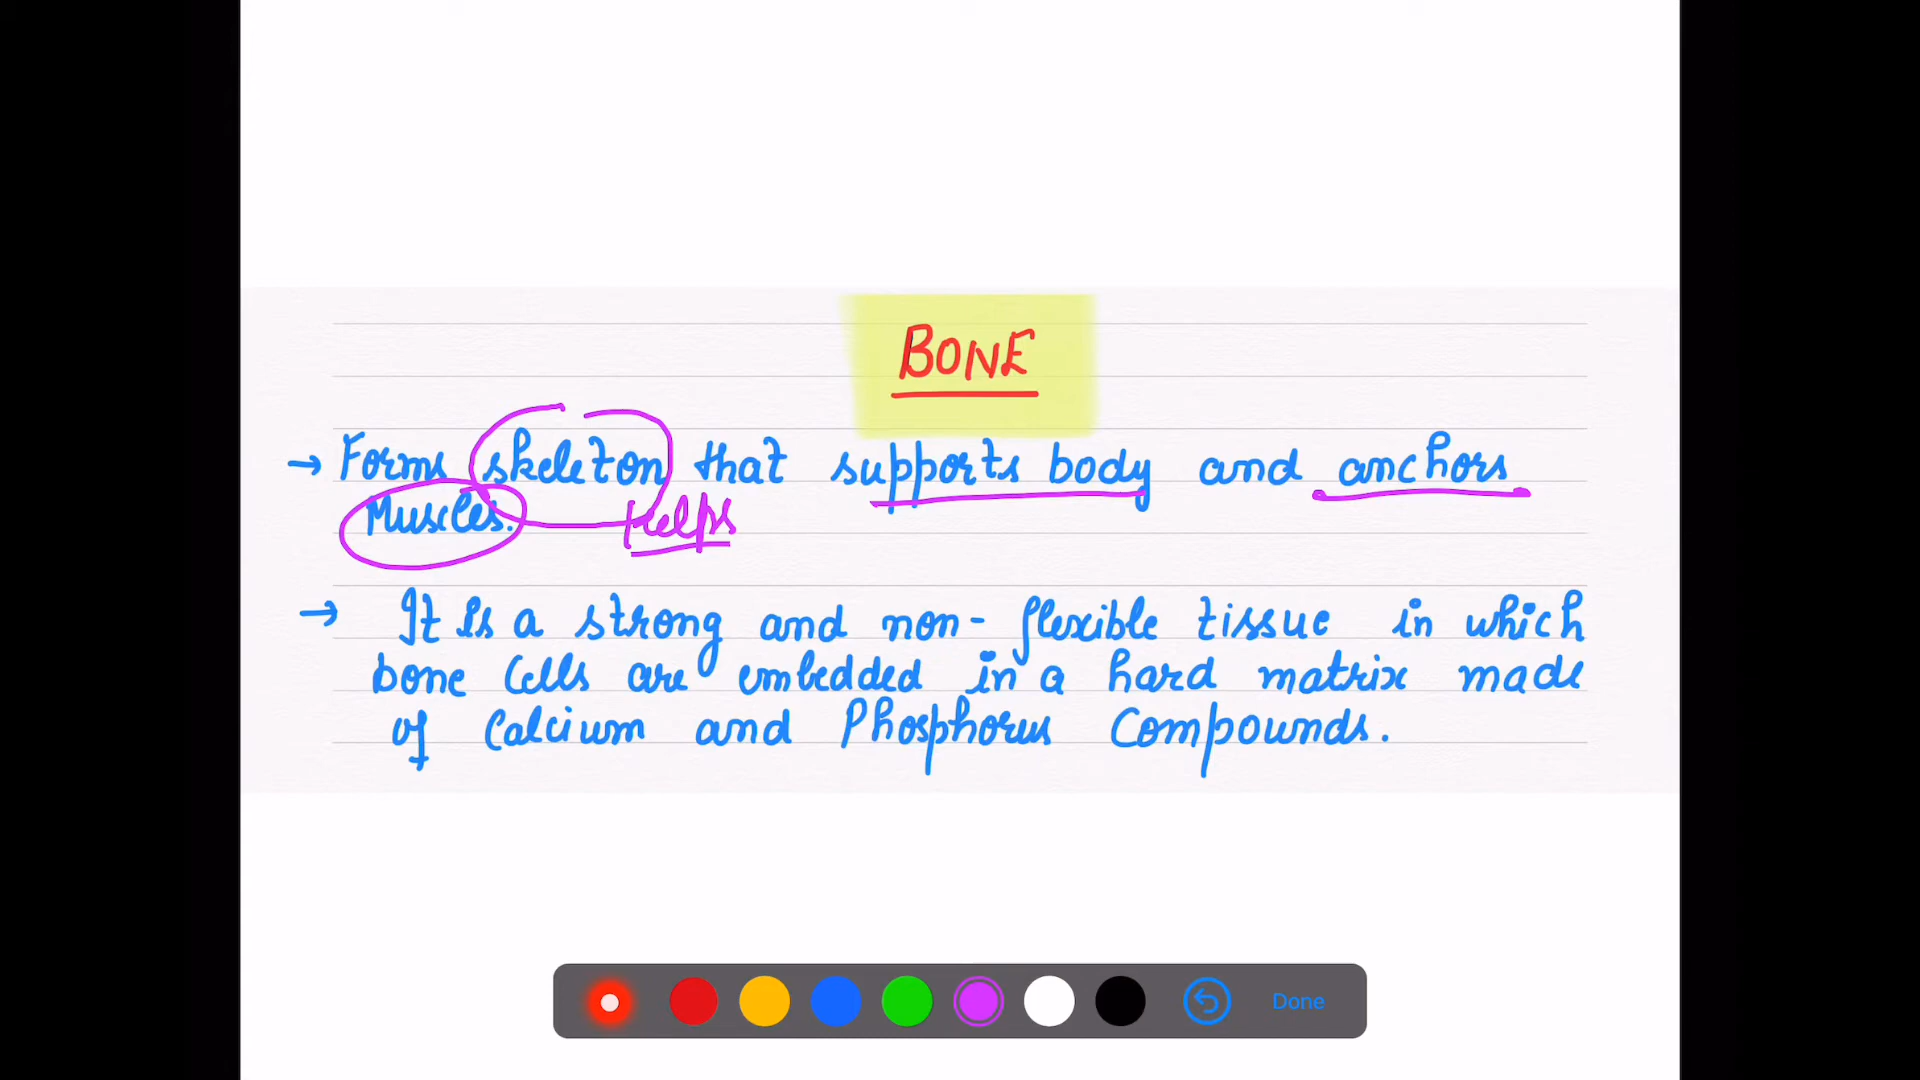 BONE
→ Forms skeleton that supports body and anchors
Muscles. Helps
→ It is a strong and non-flexible tissue in which
bone cells are embedded in a hard matrix made
of Calcium and Phosphorus Compounds.
Done